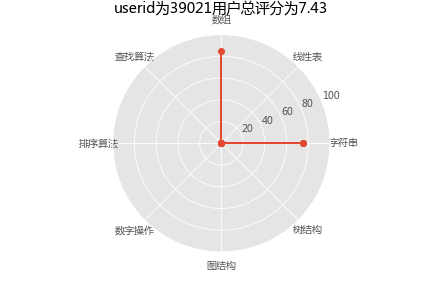 userid为39021用户总评分为7.43
数组
查找算法
线性表
100
80
60
40
20
排序算法
字符串
数字操作
树结构
图结构